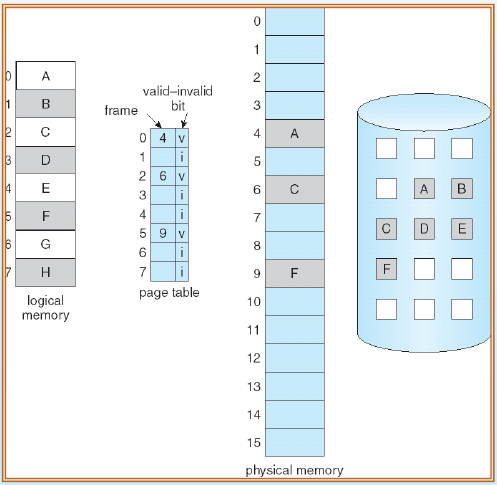 0 A
1 B
2 C
3 D
4 E
5 F
6 G
7 H
logical
memory
valid–invalid
bit
frame
0 4 v
1 i
2 6 v
3 i
4 i
5 9 v
6 i
7 i
page table
0
1
2
3
4 A
5
6 C
7
8
9 F
10
11
12
13
14
15
physical memory
A B
C D E
F